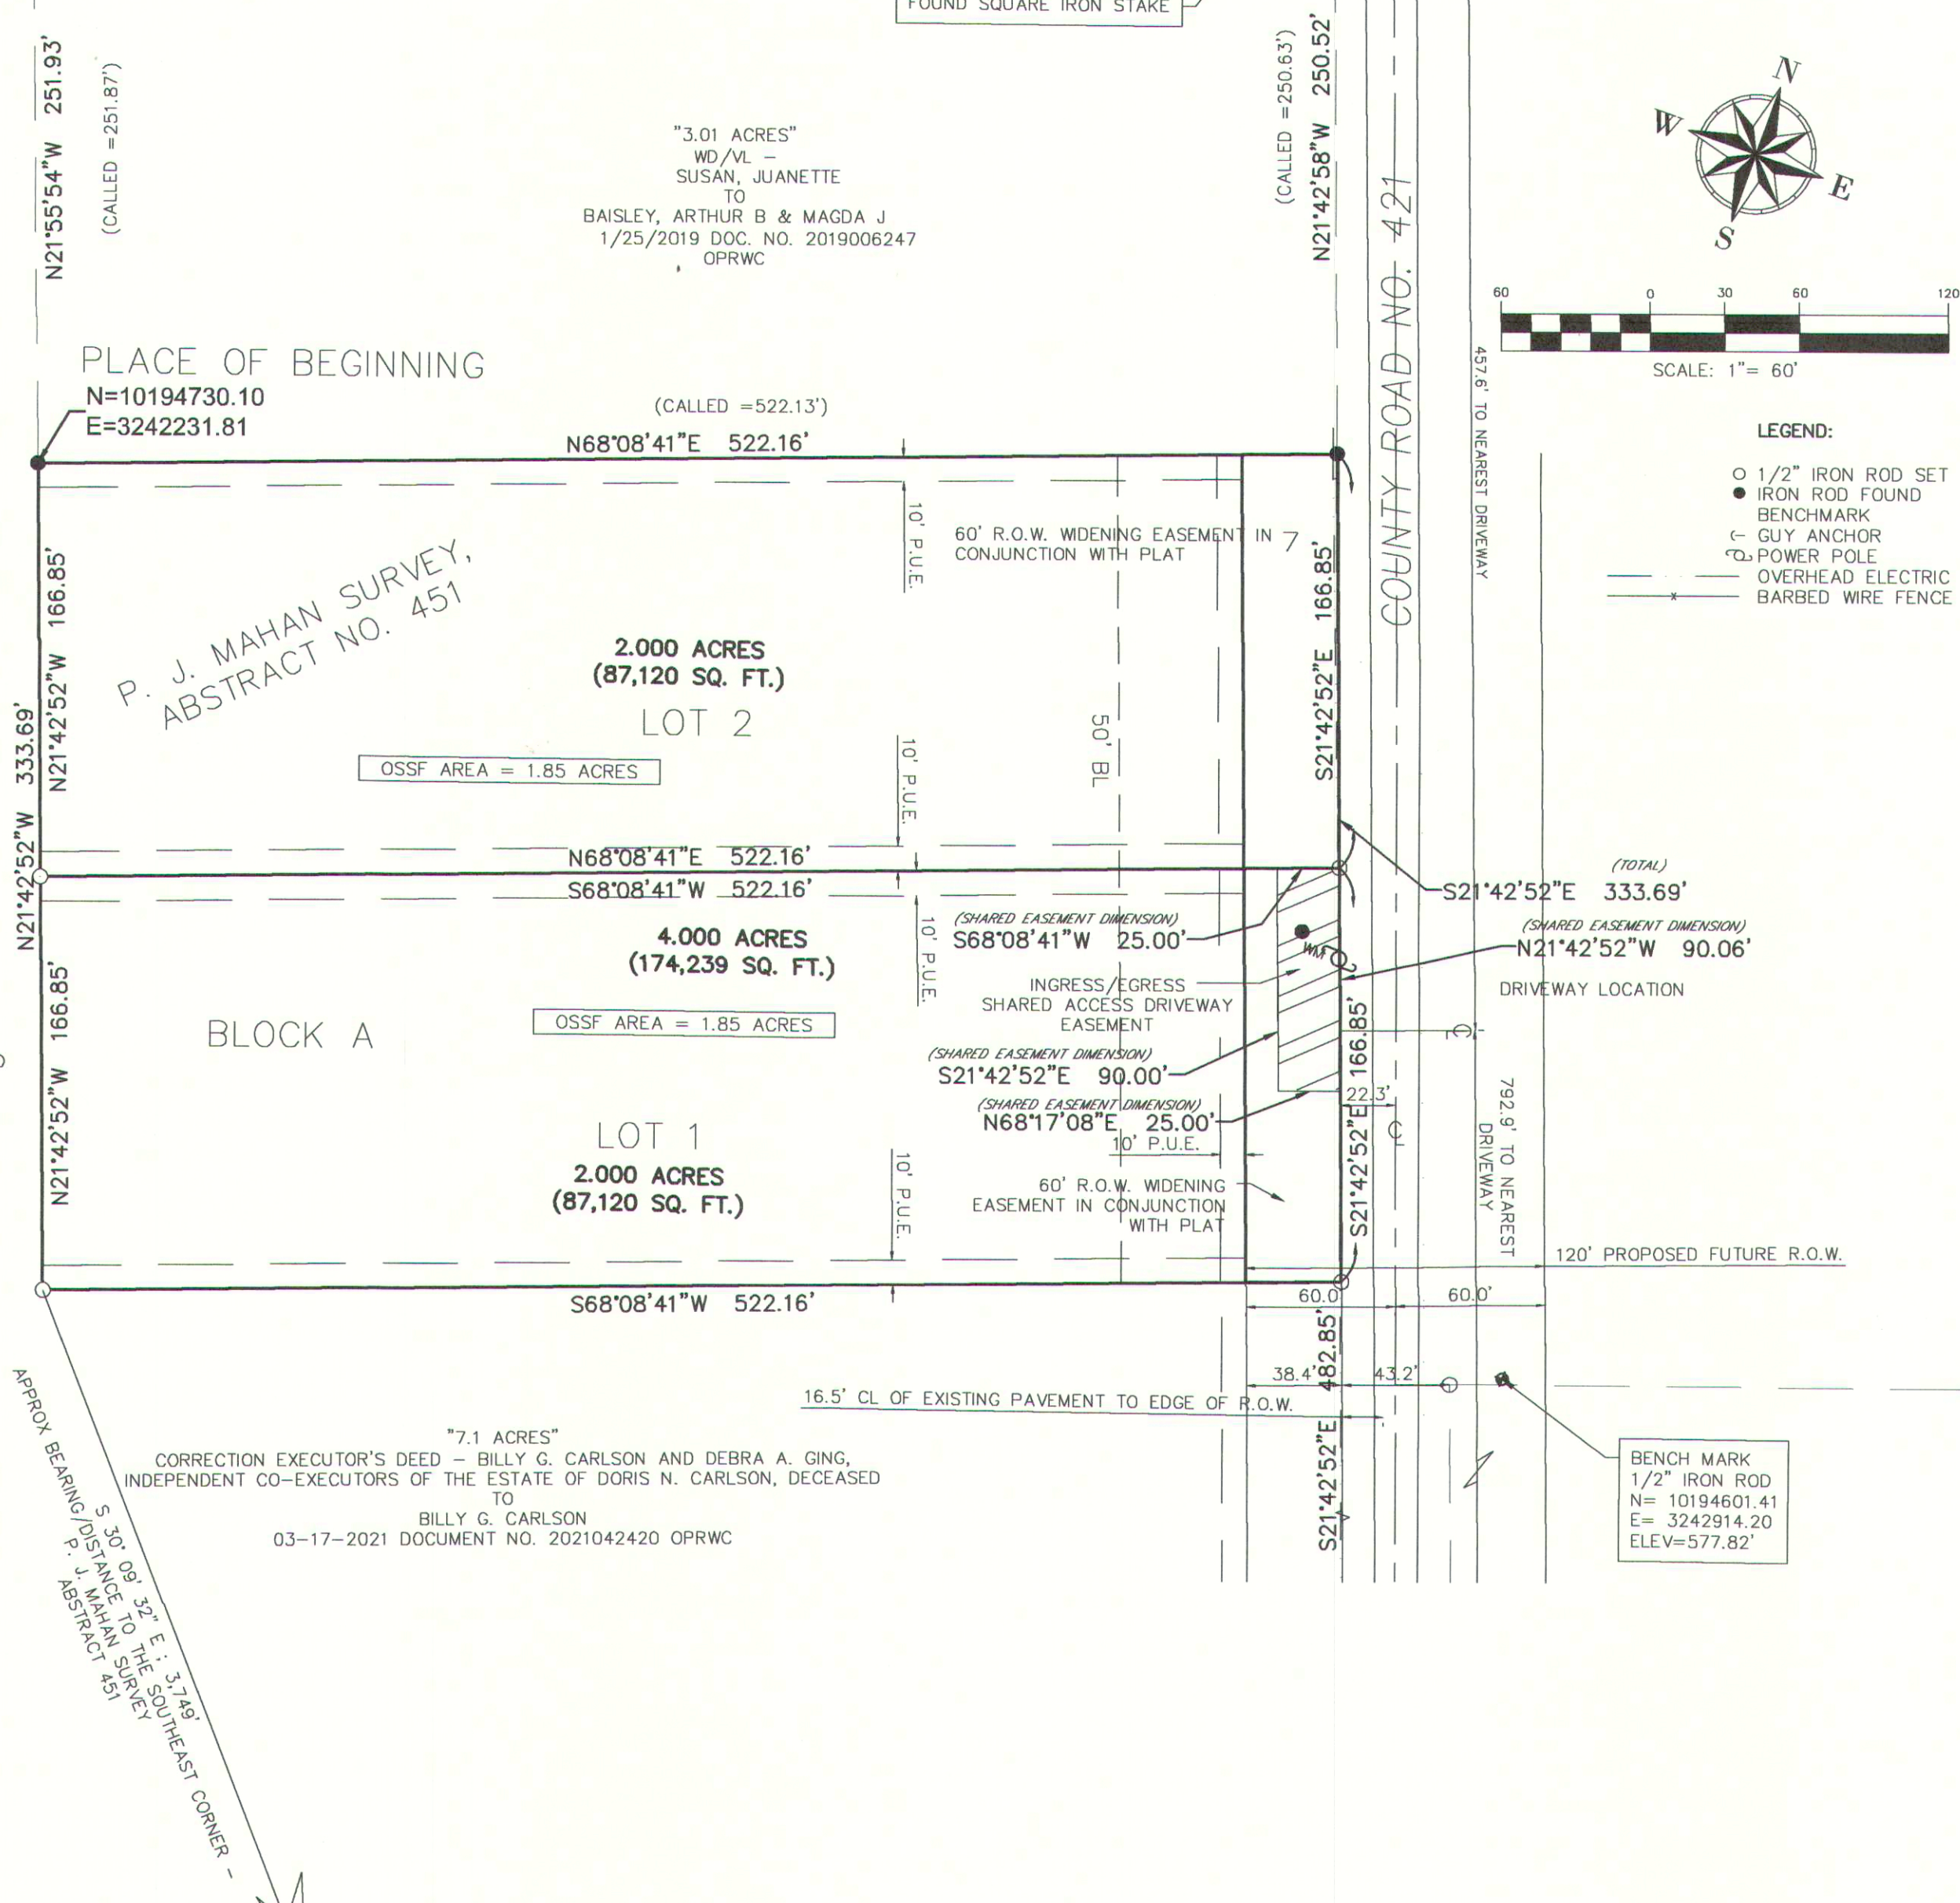 FOUND SQUARE IRON STAKE
N21°55'54"W 251.93'
(CALLED =251.87')
"3.01 ACRES"
WD/VL –
SUSAN, JUANETTE
TO
BAISLEY, ARTHUR B & MAGDA J
1/25/2019 DOC. NO. 2019006247
OPRWC
(CALLED =250.63')
N21°42'58"W 250.52'
COUNTY ROAD NO. 421
N
W
E
S
60 0 30 60 120
SCALE: 1"= 60'
457.6' TO NEAREST DRIVEWAY
LEGEND:
1/2" IRON ROD SET
IRON ROD FOUND
BENCHMARK
GUY ANCHOR
POWER POLE
OVERHEAD ELECTRIC
BARBED WIRE FENCE
PLACE OF BEGINNING
N=10194730.10
E=3242231.81
(CALLED =522.13')
N68°08'41"E 522.16'
10' P.U.E.
60' R.O.W. WIDENING EASEMENT IN
CONJUNCTION WITH PLAT
7
P. J. MAHAN SURVEY,
ABSTRACT NO. 451
N21°42'52"W 166.85'
N21°42'52"W 333.69'
2.000 ACRES
(87,120 SQ. FT.)
LOT 2
OSSF AREA = 1.85 ACRES
10' P.U.E.
50' BL
S21°42'52"E 166.85'
N68°08'41"E 522.16'
S68°08'41"W 522.16'
(TOTAL)
S21°42'52"E 333.69'
(SHARED EASEMENT DIMENSION)
S68°08'41"W 25.00'
(SHARED EASEMENT DIMENSION)
N21°42'52"W 90.06'
DRIVEWAY LOCATION
WM
4.000 ACRES
(174,239 SQ. FT.)
10' P.U.E.
INGRESS/EGRESS
SHARED ACCESS DRIVEWAY
EASEMENT
OSSF AREA = 1.85 ACRES
BLOCK A
(SHARED EASEMENT DIMENSION)
S21°42'52"E 90.00'
(SHARED EASEMENT DIMENSION)
N68°17'08"E 25.00'
22.3'
S21°42'52"E 166.85'
N21°42'52"W 166.85'
LOT 1
2.000 ACRES
(87,120 SQ. FT.)
10' P.U.E.
10' P.U.E.
60' R.O.W. WIDENING
EASEMENT IN CONJUNCTION
WITH PLAT
792.9' TO NEAREST
DRIVEWAY
120' PROPOSED FUTURE R.O.W.
S68°08'41"W 522.16'
60.0'
60.0'
38.4'
43.2'
S21°42'52"E 482.85'
16.5' CL OF EXISTING PAVEMENT TO EDGE OF R.O.W.
"7.1 ACRES"
CORRECTION EXECUTOR'S DEED – BILLY G. CARLSON AND DEBRA A. GING,
INDEPENDENT CO–EXECUTORS OF THE ESTATE OF DORIS N. CARLSON, DECEASED
TO
BILLY G. CARLSON
03–17–2021 DOCUMENT NO. 2021042420 OPRWC
BENCH MARK
1/2" IRON ROD
N= 10194601.41
E= 3242914.20
ELEV=577.82'
S 30° 09' 32" E ; 3,749'
APPROX BEARING/DISTANCE TO THE SOUTHEAST CORNER –
P. J. MAHAN SURVEY
ABSTRACT 451